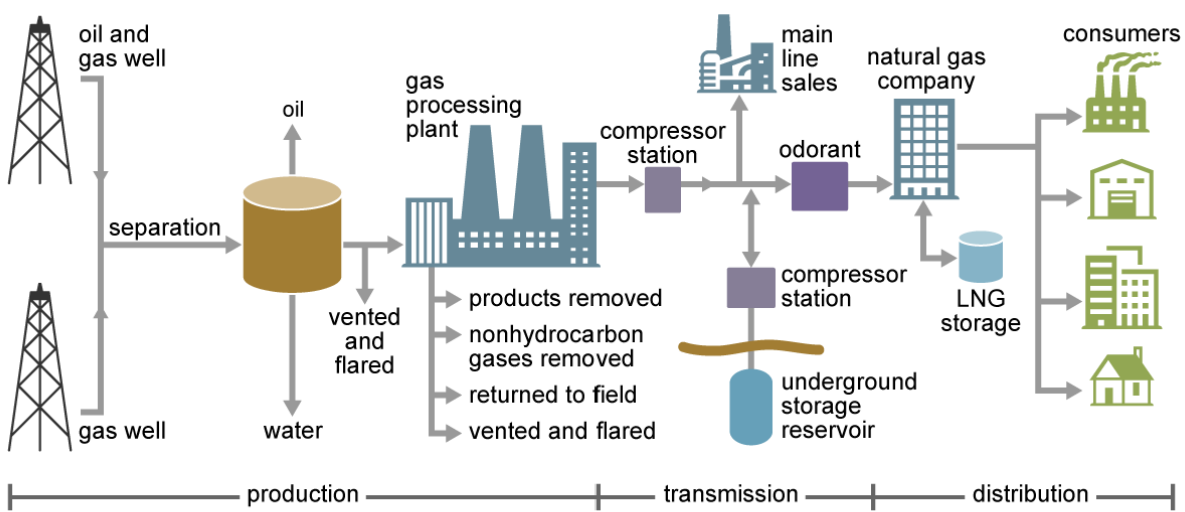 oil and
gas well
oil
separation
vented
and
flared
water
gas well
gas
processing
plant
products removed
nonhydrocarbon
gases removed
returned to field
vented and flared
compressor
station
main
line
sales
odorant
compressor
station
underground
storage
reservoir
natural gas
company
LNG
storage
consumers
production
transmission
distribution